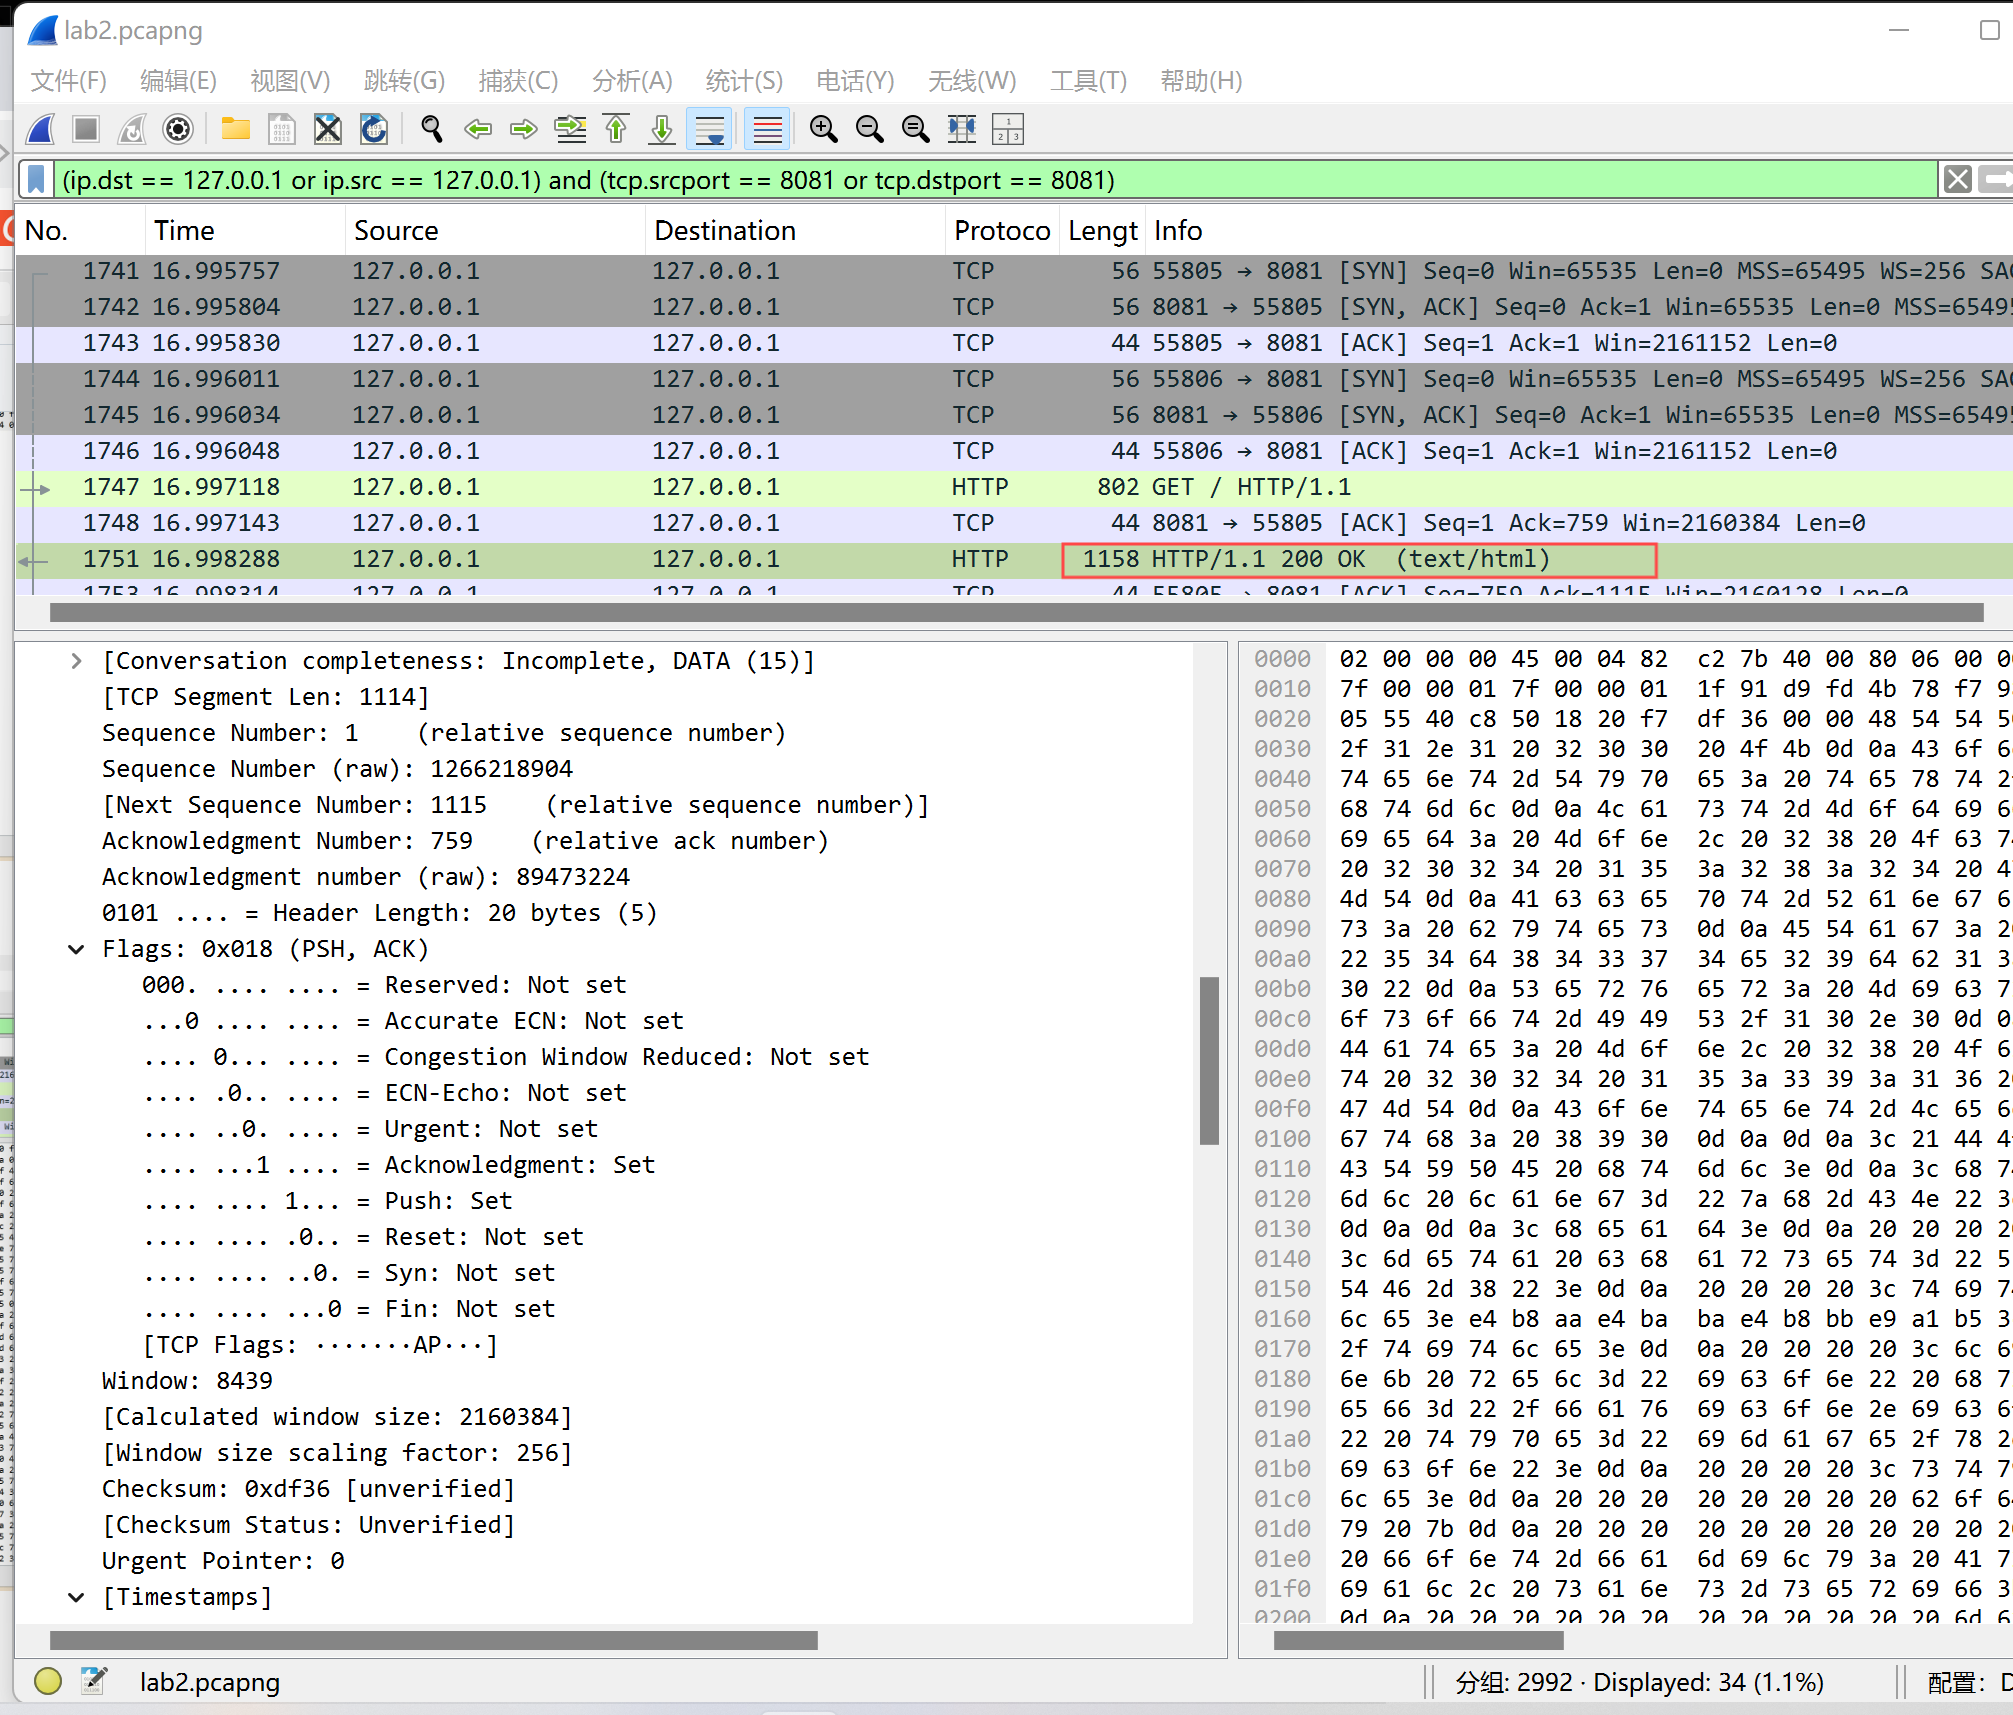 lab2.pcapng
文件(F) 编辑(E) 视图(V) 跳转(G) 捕获(C) 分析(A) 统计(S) 电话(Y) 无线(W) 工具(T) 帮助(H)
(ip.dst == 127.0.0.1 or ip.src == 127.0.0.1) and (tcp.srcport == 8081 or tcp.dstport == 8081)
No. Time Source Destination Protoco Lengt Info
1741 16.995757 127.0.0.1 127.0.0.1 TCP 56 55805 → 8081 [SYN] Seq=0 Win=65535 Len=0 MSS=65495 WS=256
1742 16.995804 127.0.0.1 127.0.0.1 TCP 56 8081 → 55805 [SYN, ACK] Seq=0 Ack=1 Win=65535 Len=0 MSS=6549
1743 16.995830 127.0.0.1 127.0.0.1 TCP 44 55805 → 8081 [ACK] Seq=1 Ack=1 Win=2161152 Len=0
1744 16.996011 127.0.0.1 127.0.0.1 TCP 56 55806 → 8081 [SYN] Seq=0 Win=65535 Len=0 MSS=65495 WS=256
1745 16.996034 127.0.0.1 127.0.0.1 TCP 56 8081 → 55806 [SYN, ACK] Seq=0 Ack=1 Win=65535 Len=0 MSS=6549
1746 16.996048 127.0.0.1 127.0.0.1 TCP 44 55806 → 8081 [ACK] Seq=1 Ack=1 Win=2161152 Len=0
1747 16.997118 127.0.0.1 127.0.0.1 HTTP 802 GET / HTTP/1.1
1748 16.997143 127.0.0.1 127.0.0.1 TCP 44 8081 → 55805 [ACK] Seq=1 Ack=759 Win=2160384 Len=0
1751 16.998288 127.0.0.1 127.0.0.1 HTTP 1158 HTTP/1.1 200 OK (text/html)
1753 16.998314 127.0.0.1 127.0.0.1 TCP 44 55805 → 8081 [ACK] Seq=759 Ack=1115 Win=2160128 Len=0
[Conversation completeness: Incomplete, DATA (15)]
[TCP Segment Len: 1114]
Sequence Number: 1 (relative sequence number)
Sequence Number (raw): 1266218904
[Next Sequence Number: 1115 (relative sequence number)]
Acknowledgment Number: 759 (relative ack number)
Acknowledgment number (raw): 89473224
0101 .... = Header Length: 20 bytes (5)
Flags: 0x018 (PSH, ACK)
000. .... .... = Reserved: Not set
...0 .... .... = Accurate ECN: Not set
.... 0... .... = Congestion Window Reduced: Not set
.... .0.. .... = ECN-Echo: Not set
.... ..0. .... = Urgent: Not set
.... ...1 .... = Acknowledgment: Set
.... .... 1... = Push: Set
.... .... .0.. = Reset: Not set
.... .... ..0. = Syn: Not set
.... .... ...0 = Fin: Not set
[TCP Flags: ·······AP···]
Window: 8439
[Calculated window size: 2160384]
[Window size scaling factor: 256]
Checksum: 0xdf36 [unverified]
[Checksum Status: Unverified]
Urgent Pointer: 0
[Timestamps]
0000 02 00 00 00 45 00 04 82 c2 7b 40 00 80 06 00
0010 7f 00 00 01 7f 00 00 01 1f 91 d9 fd 4b 78 f7
0020 05 55 40 c8 50 18 20 f7 df 36 00 00 48 54 54
0030 2f 31 2e 31 20 32 30 30 20 4f 4b 0d 0a 43 6f
0040 74 65 6e 74 2d 54 79 70 65 3a 20 74 65 78 74
0050 68 74 6d 6c 0d 0a 4c 61 73 74 2d 4d 6f 64 69
0060 69 65 64 3a 20 4d 6f 6e 2c 20 32 38 20 4f 63
0070 20 32 30 32 34 20 31 35 3a 32 38 3a 32 34 20
0080 4d 54 0d 0a 41 63 63 65 70 74 2d 52 61 6e 67
0090 73 3a 20 62 79 74 65 73 0d 0a 45 54 61 67 3a
00a0 22 35 34 64 38 34 33 37 34 65 32 39 64 62 31
00b0 30 22 0d 0a 53 65 72 76 65 72 3a 20 4d 69 63
00c0 6f 73 6f 66 74 2d 49 49 53 2f 31 30 2e 30 0d
00d0 44 61 74 65 3a 20 4d 6f 6e 2c 20 32 38 20 4f
00e0 74 20 32 30 32 34 20 31 35 3a 33 39 3a 31 36
00f0 47 4d 54 0d 0a 43 6f 6e 74 65 6e 74 2d 4c 65
0100 67 74 68 3a 20 38 39 30 0d 0a 0d 0a 3c 21 44
0110 43 54 59 50 45 20 68 74 6d 6c 3e 0d 0a 3c 68
0120 6d 6c 20 6c 61 6e 67 3d 22 7a 68 2d 43 4e 22
0130 0d 0a 0d 0a 3c 68 65 61 64 3e 0d 0a 20 20 20
0140 3c 6d 65 74 61 20 63 68 61 72 73 65 74 3d 22
0150 54 46 2d 38 22 3e 0d 0a 20 20 20 20 3c 74 69
0160 6c 65 3e e4 b8 aa e4 ba ba e4 b8 bb e9 a1 b5
0170 2f 74 69 74 6c 65 3e 0d 0a 20 20 20 20 3c 6c
0180 6e 6b 20 72 65 6c 3d 22 69 63 6f 6e 22 20 68
0190 65 66 3d 22 2f 66 61 76 69 63 6f 6e 2e 69 63
01a0 22 20 74 79 70 65 3d 22 69 6d 61 67 65 2f 78
01b0 69 63 6f 6e 22 3e 0d 0a 20 20 20 20 3c 73 74
01c0 6c 65 3e 0d 0a 20 20 20 20 20 20 20 20 62 6f
01d0 79 20 7b 0d 0a 20 20 20 20 20 20 20 20 20 20
01e0 20 66 6f 6e 74 2d 66 61 6d 69 6c 79 3a 20 41
01f0 69 61 6c 2c 20 73 61 6e 73 2d 73 65 72 69 66
0200 0d 0a 20 20 20 20 20 20 20 20 20 20 20 20 6d
lab2.pcapng
分组: 2992 · Displayed: 34 (1.1%)
配置: